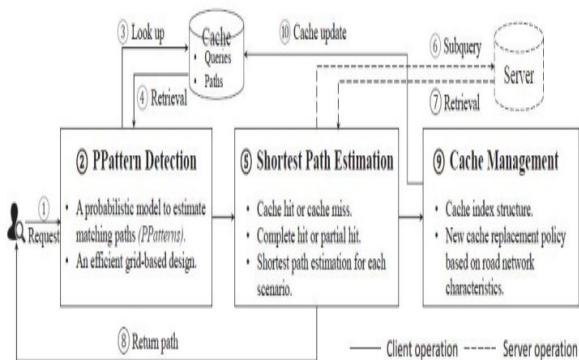 ③ Look up
Cache
• Queries
• Paths
④ Retrieval
⑩ Cache update
⑥ Subquery
Server
⑦ Retrieval
② PPattern Detection
• A probabilistic model to estimate
matching paths (PPatterns).
• An efficient grid-based design.
⑤ Shortest Path Estimation
• Cache hit or cache miss.
• Complete hit or partial hit.
• Shortest path estimation for each
scenario.
⑨ Cache Management
• Cache index structure.
• New cache replacement policy
based on road network
characteristics.
①
Request
⑧ Return path
Client operation
Server operation